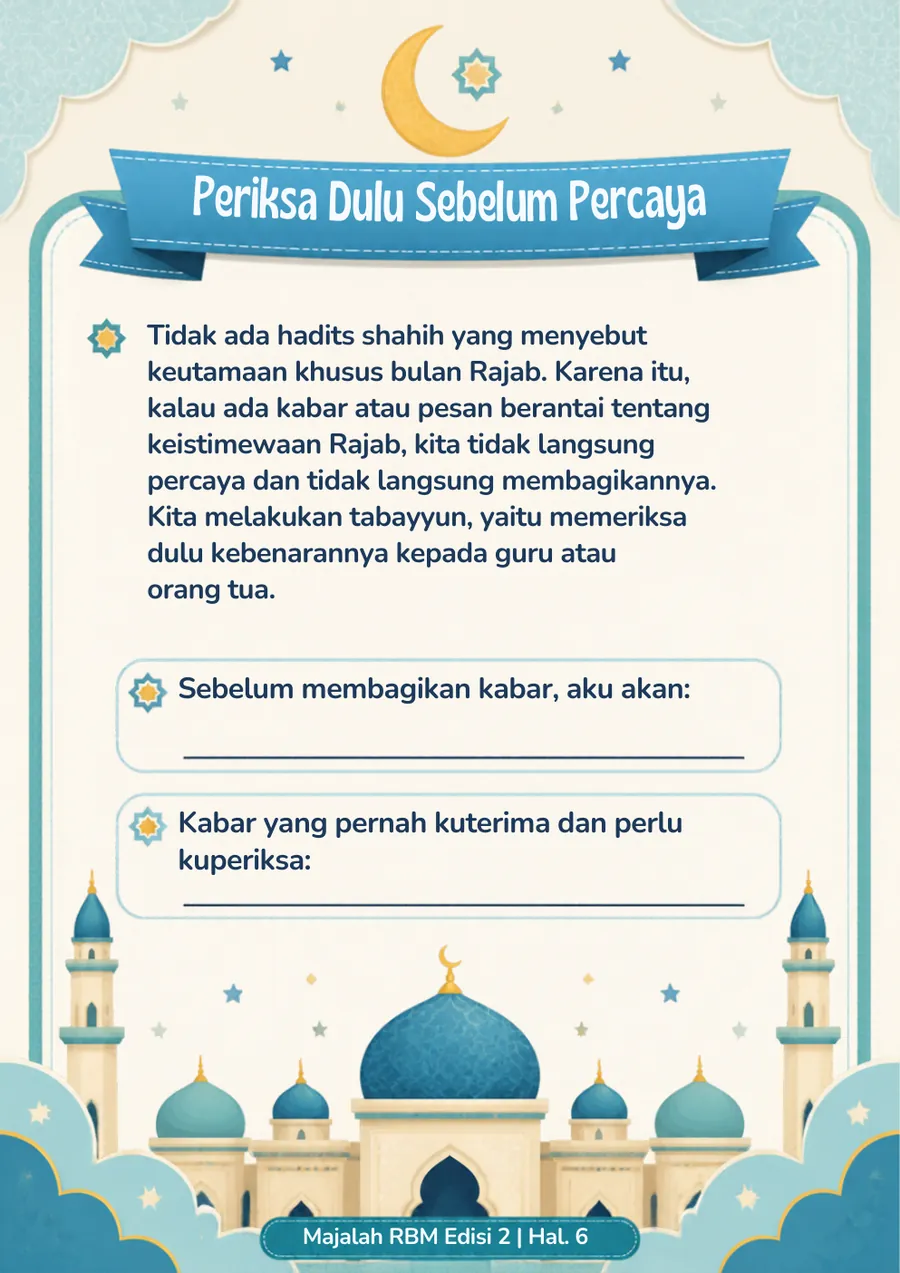 Periksa Dulu Sebelum Percaya
Tidak ada hadits shahih yang menyebut
keutamaan khusus bulan Rajab. Karena itu,
kalau ada kabar atau pesan berantai tentang
keistimewaan Rajab, kita tidak langsung
percaya dan tidak langsung membagikannya.
Kita melakukan tabayyun, yaitu memeriksa
dulu kebenarannya kepada guru atau
orang tua.
Sebelum membagikan kabar, aku akan:
Kabar yang pernah kuterima dan perlu
kuperiksa:
Majalah RBM Edisi 2 | Hal. 6